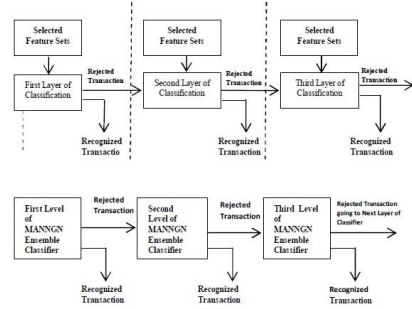 Selected
Feature Sets
Selected
Feature Sets
Selected
Feature Sets
First Layer of
Classification
Rejected
Transaction
Second Layer of
Classification
Rejected
Transaction
Third Layer of
Classification
Rejected
Transaction
Recognized
Transactio
Recognized
Transaction
Recognized
Transaction
First Level
of
MANNGN
Ensemble
Classifier
Rejected
Transaction
Second
Level of
MANNGN
Ensemble
Classifier
Rejected
Transaction
Third Level
of
MANNGN
Ensemble
Classifier
Rejected Transaction
going to Next Layer of
Classifier
Recognized
Transaction
Recognized
Transaction
Recognized
Transaction